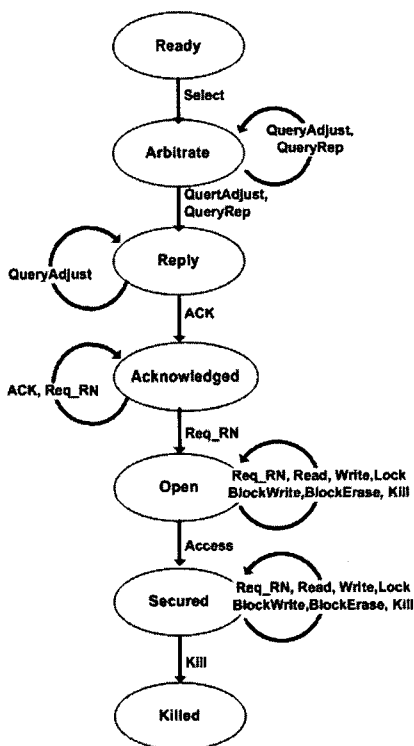 Ready
Select
QueryAdjust,
QueryRep
Arbitrate
QuertAdjust,
QueryRep
Reply
QueryAdjust
ACK
Acknowledged
ACK, Req_RN
Req_RN
Req_RN, Read, Write,Lock
BlockWrite,BlockErase, Kill
Open
Access
Req_RN, Read, Write,Lock
BlockWrite,BlockErase, Kill
Secured
Kill
Killed